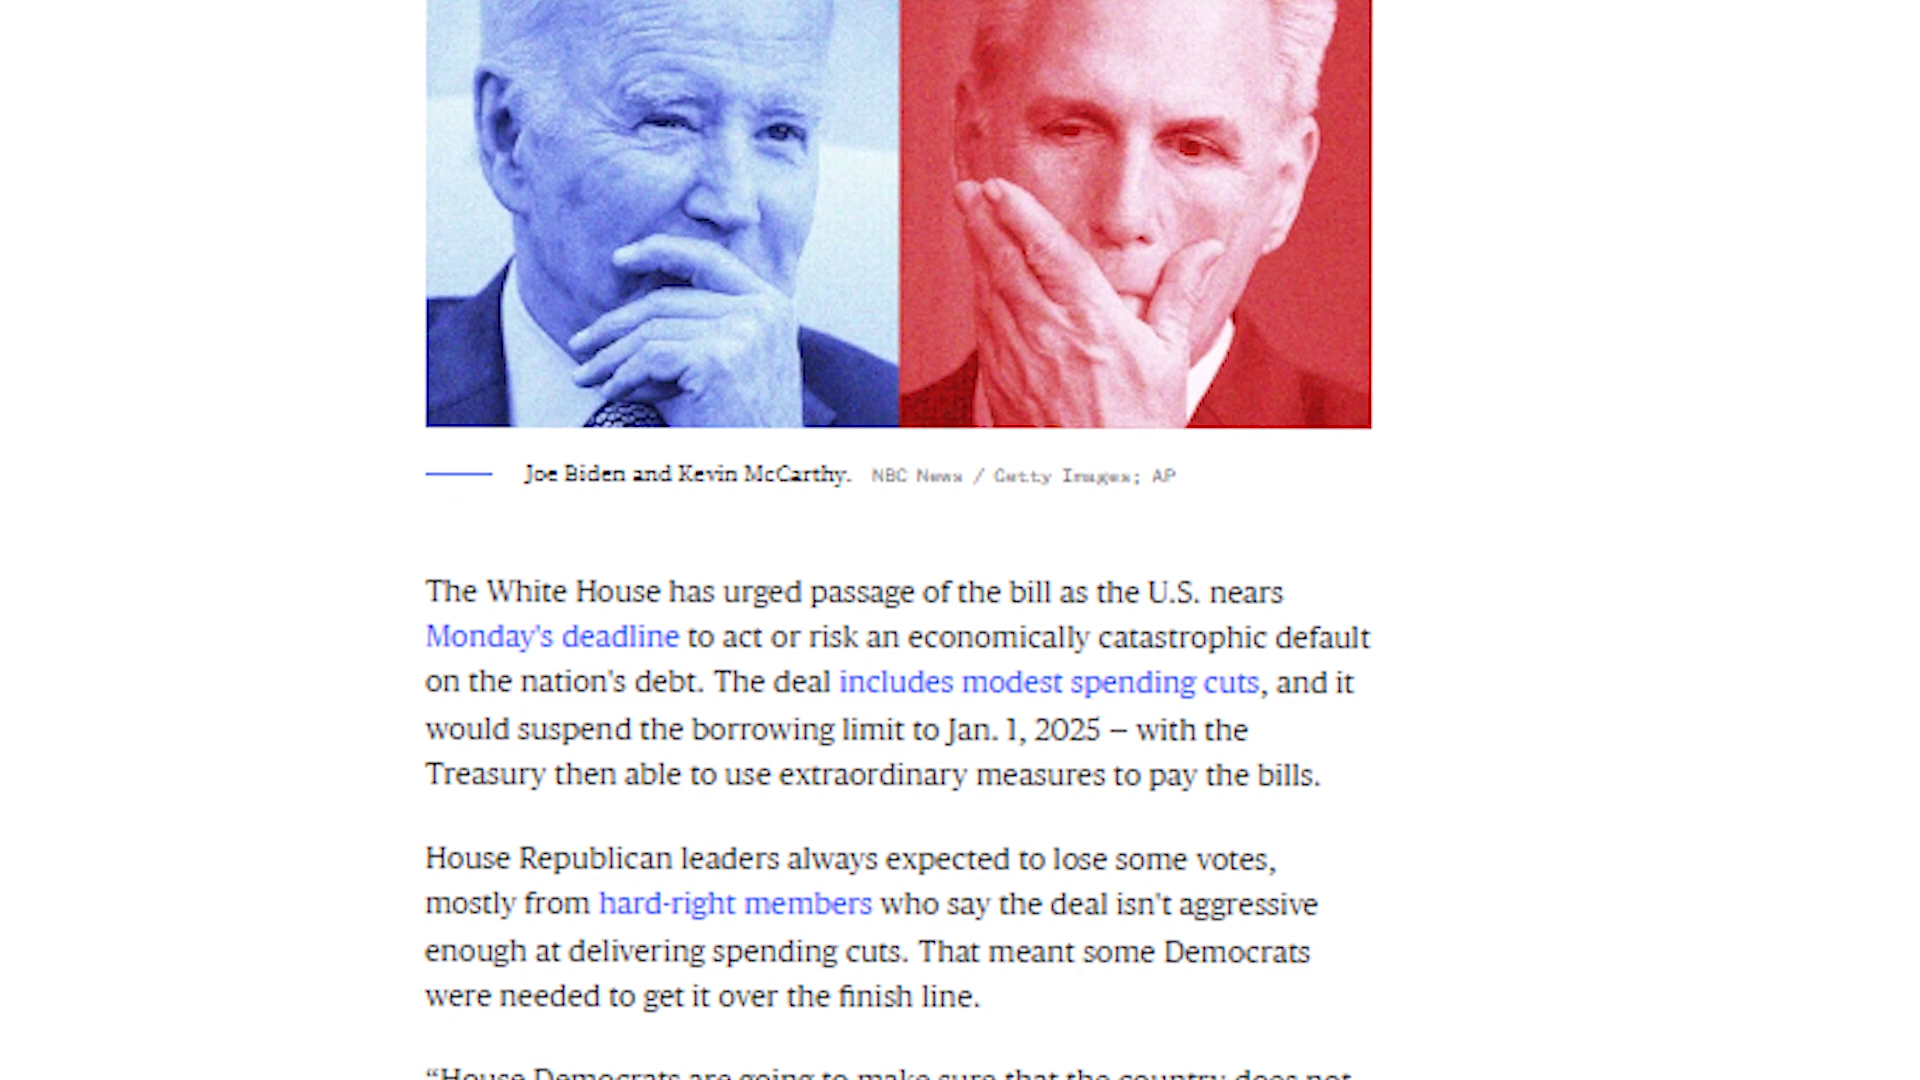 Joe Biden and Kevin McCarthy. NBC News / Getty Images; AP
The White House has urged passage of the bill as the U.S. nears
Monday's deadline to act or risk an economically catastrophic default
on the nation's debt. The deal includes modest spending cuts, and it
would suspend the borrowing limit to Jan. 1, 2025 — with the
Treasury then able to use extraordinary measures to pay the bills.
House Republican leaders always expected to lose some votes,
mostly from hard-right members who say the deal isn't aggressive
enough at delivering spending cuts. That meant some Democrats
were needed to get it over the finish line.
“House Democrats are going to make sure that the country does not